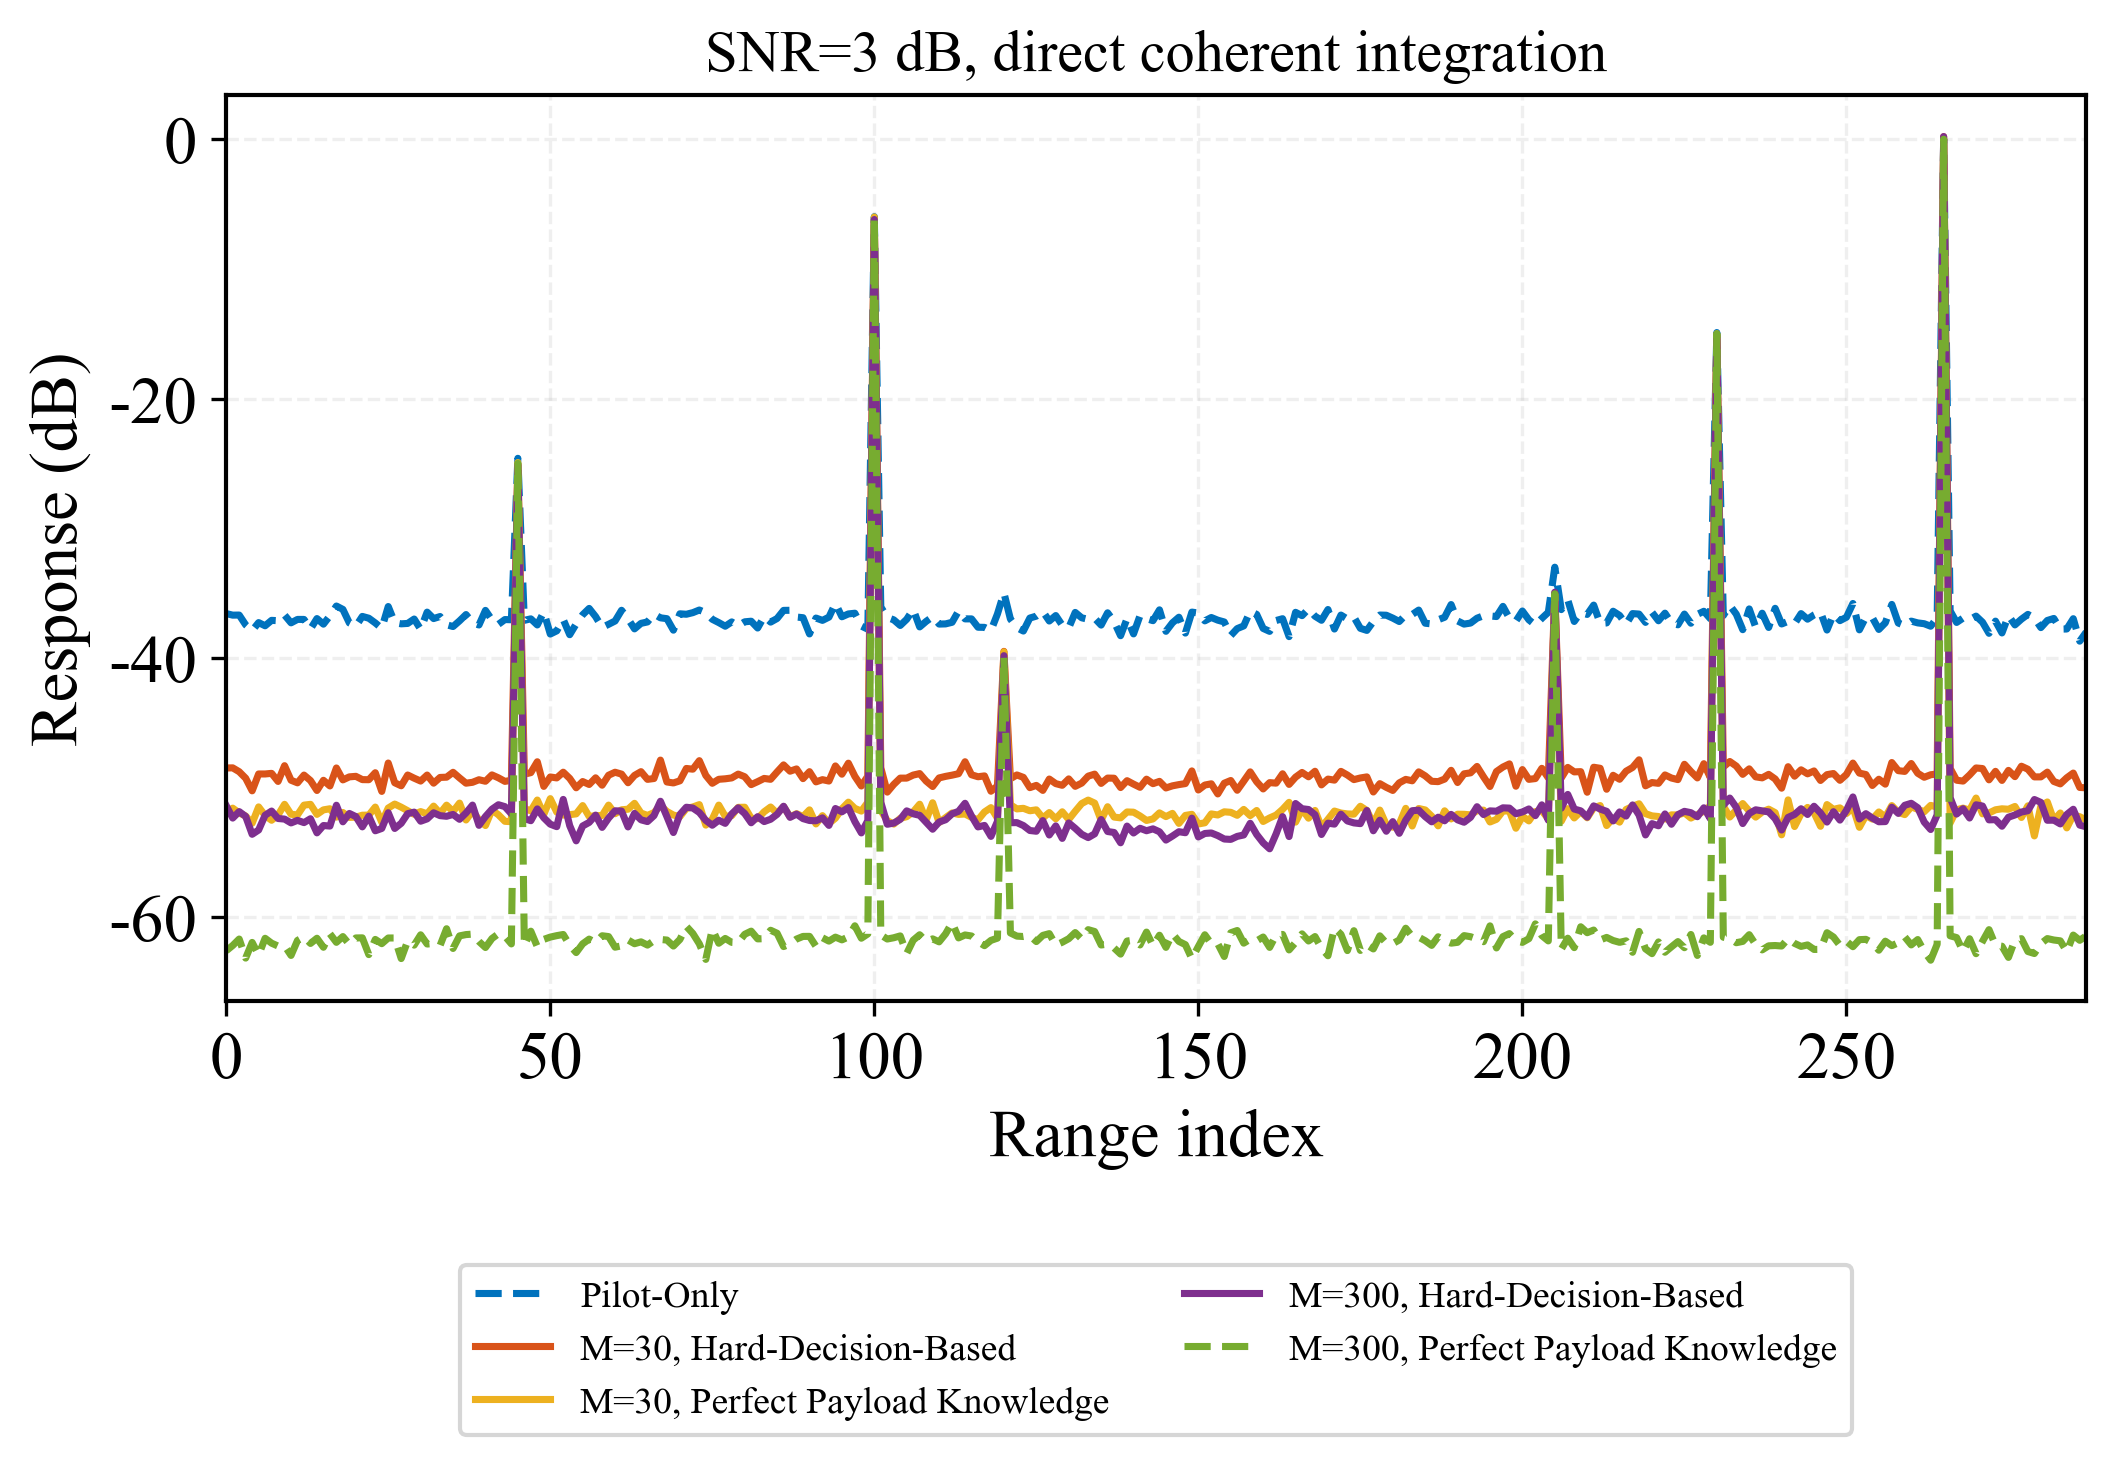 SNR=3 dB, direct coherent integration
Response (dB)
0
-20
-40
-60
0 50 100 150 200 250
Range index
Pilot-Only
M=30, Hard-Decision-Based
M=30, Perfect Payload Knowledge
M=300, Hard-Decision-Based
M=300, Perfect Payload Knowledge